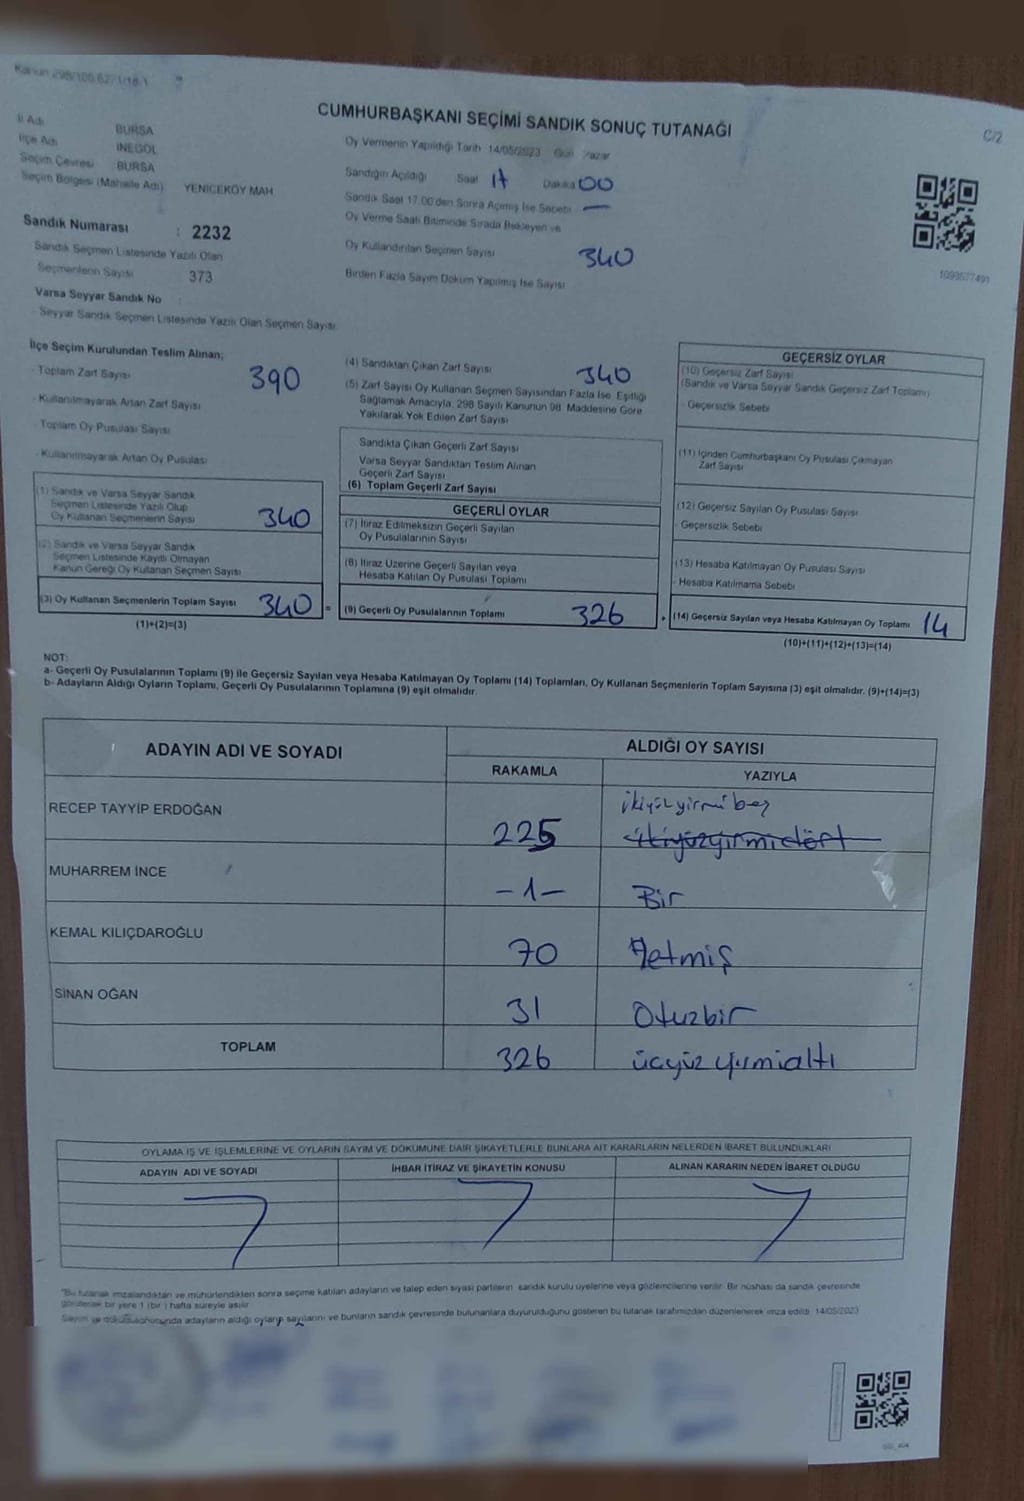 Kanun 298/105,6271/18.1
C/2
CUMHURBAŞKANI SEÇİMİ SANDIK SONUÇ TUTANAĞI
İl Adı BURSA
İlçe Adı İNEGÖL
Seçim Çevresi BURSA
Seçim Bölgesi (Mahalle Adı) YENİCEKÖY MAH
Sandık Numarası : 2232
Sandık Seçmen Listesinde Yazılı Olan
Seçmenlerin Sayısı 373
Varsa Seyyar Sandık No
Seyyar Sandık Seçmen Listesinde Yazılı Olan Seçmen Sayısı
Oy Vermenin Yapıldığı Tarih 14/05/2023 Gün Pazar
Sandığın Açıldığı Saat 17 Dakika 00
Sandık Saat 17:00'den Sonra Açılmış İse Sebebi -
Oy Verme Saati Bitiminde Sırada Bekleyen ve
Oy Kullandırılan Seçmen Sayısı 340
Birden Fazla Sayım Döküm Yapılmış İse Sayısı
1093577491
İlçe Seçim Kurulundan Teslim Alınan;
- Toplam Zarf Sayısı 390
- Kullanılmayarak Artan Zarf Sayısı
- Toplam Oy Pusulası Sayısı
- Kullanılmayarak Artan Oy Pusulası
(1) Sandık ve Varsa Seyyar Sandık
Seçmen Listesinde Yazılı Olup
Oy Kullanan Seçmenlerin Sayısı 340
(2) Sandık ve Varsa Seyyar Sandık
Seçmen Listesinde Kayıtlı Olmayan
Kanun Gereği Oy Kullanan Seçmen Sayısı
(3) Oy Kullanan Seçmenlerin Toplam Sayısı 340 =
(1)+(2)=(3)
(4) Sandıktan Çıkan Zarf Sayısı 340
(5) Zarf Sayısı Oy Kullanan Seçmen Sayısından Fazla İse Eşitliği
Sağlamak Amacıyla, 298 Sayılı Kanunun 98. Maddesine Göre
Yakılarak Yok Edilen Zarf Sayısı
Sandıkta Çıkan Geçerli Zarf Sayısı
Varsa Seyyar Sandıktan Teslim Alınan
Geçerli Zarf Sayısı
(6) Toplam Geçerli Zarf Sayısı
GEÇERLİ OYLAR
(7) İtiraz Edilmeksizin Geçerli Sayılan
Oy Pusulalarının Sayısı
(8) İtiraz Üzerine Geçerli Sayılan veya
Hesaba Katılan Oy Pusulası Toplamı
(9) Geçerli Oy Pusulalarının Toplamı 326 +
GEÇERSİZ OYLAR
(10) Geçersiz Zarf Sayısı
(Sandık ve Varsa Seyyar Sandık Geçersiz Zarf Toplamı)
- Geçersizlik Sebebi
(11) İçinden Cumhurbaşkanı Oy Pusulası Çıkmayan
Zarf Sayısı
(12) Geçersiz Sayılan Oy Pusulası Sayısı
- Geçersizlik Sebebi
(13) Hesaba Katılmayan Oy Pusulası Sayısı
- Hesaba Katılmama Sebebi
(14) Geçersiz Sayılan veya Hesaba Katılmayan Oy Toplamı 14
(10)+(11)+(12)+(13)=(14)
NOT:
a- Geçerli Oy Pusulalarının Toplamı (9) ile Geçersiz Sayılan veya Hesaba Katılmayan Oy Toplamı (14) Toplamları, Oy Kullanan Seçmenlerin Toplam Sayısına (3) eşit olmalıdır. (9)+(14)=(3)
b- Adayların Aldığı Oyların Toplamı, Geçerli Oy Pusulalarının Toplamına (9) eşit olmalıdır.
ADAYIN ADI VE SOYADI
ALDIĞI OY SAYISI
RAKAMLA YAZIYLA
RECEP TAYYİP ERDOĞAN 225 ikiyüzyirmibeş
ikiyüzyirmidört
MUHARREM İNCE -1- Bir
KEMAL KILIÇDAROĞLU 70 Yetmiş
SİNAN OĞAN 31 Otuzbir
TOPLAM 326 üçyüz yirmialtı
OYLAMA İŞ VE İŞLEMLERİNE VE OYLARIN SAYIM VE DÖKÜMÜNE DAİR ŞİKAYETLERLE BUNLARA AİT KARARLARIN NELERDEN İBARET BULUNDUKLARI
ADAYIN ADI VE SOYADI İHBAR İTİRAZ VE ŞİKAYETİN KONUSU ALINAN KARARIN NEDEN İBARET OLDUĞU
"Bu tutanak imzalandıktan ve mühürlendikten sonra seçime katılan adayların ve talep eden siyasi partilerin sandık kurulu üyelerine veya gözlemcilerine verilir. Bir nüshası da sandık çevresinde
görülecek bir yere 1 (bir) hafta süreyle asılır.
Sayım ve dökümü sonucunda adayların aldığı oyların sayılarını ve bunların sandık çevresinde bulunanlara duyurulduğunu gösteren bu tutanak tarafımızdan düzenlenerek imza edildi. 14/05/2023